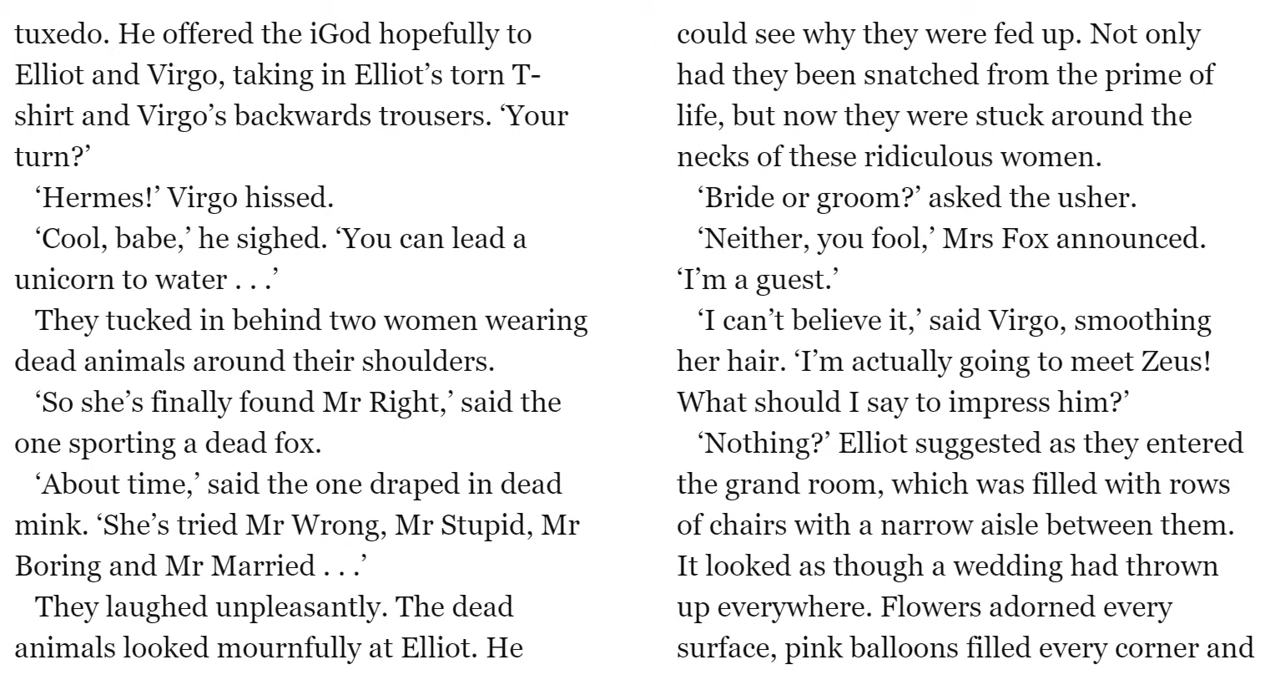 tuxedo. He offered the iGod hopefully to
Elliot and Virgo, taking in Elliot’s torn T-
shirt and Virgo’s backwards trousers. ‘Your
turn?’
‘Hermes!’ Virgo hissed.
‘Cool, babe,’ he sighed. ‘You can lead a
unicorn to water . . .’
They tucked in behind two women wearing
dead animals around their shoulders.
‘So she’s finally found Mr Right,’ said the
one sporting a dead fox.
‘About time,’ said the one draped in dead
mink. ‘She’s tried Mr Wrong, Mr Stupid, Mr
Boring and Mr Married . . .’
They laughed unpleasantly. The dead
animals looked mournfully at Elliot. He
could see why they were fed up. Not only
had they been snatched from the prime of
life, but now they were stuck around the
necks of these ridiculous women.
‘Bride or groom?’ asked the usher.
‘Neither, you fool,’ Mrs Fox announced.
‘I’m a guest.’
‘I can’t believe it,’ said Virgo, smoothing
her hair. ‘I’m actually going to meet Zeus!
What should I say to impress him?’
‘Nothing?’ Elliot suggested as they entered
the grand room, which was filled with rows
of chairs with a narrow aisle between them.
It looked as though a wedding had thrown
up everywhere. Flowers adorned every
surface, pink balloons filled every corner and